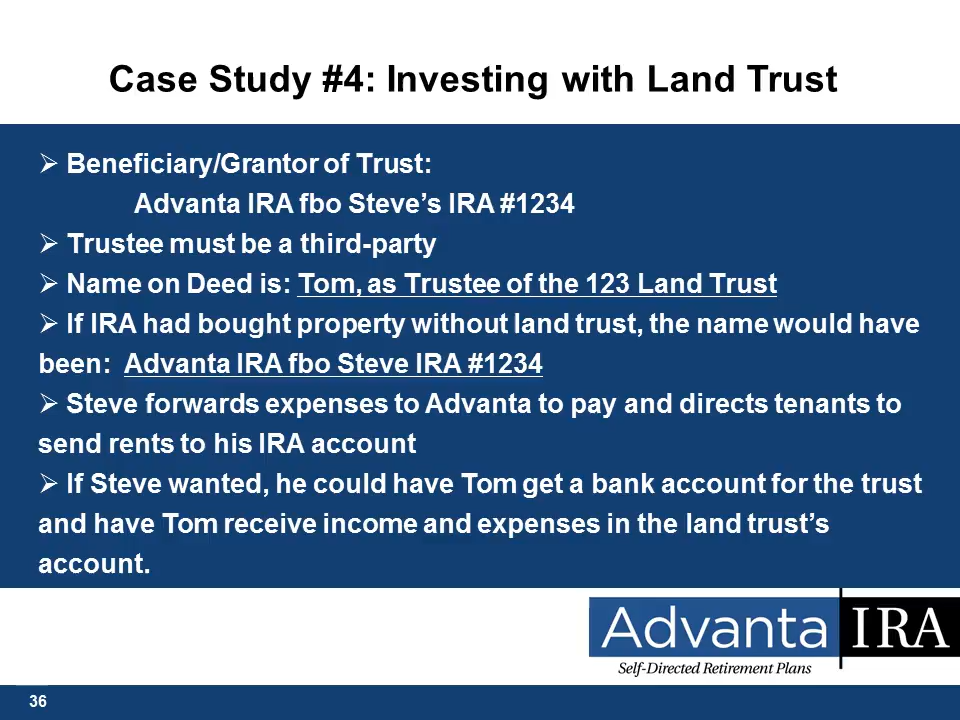 Case Study #4: Investing with Land Trust
➢ Beneficiary/Grantor of Trust:
Advanta IRA fbo Steve’s IRA #1234
➢ Trustee must be a third-party
➢ Name on Deed is: Tom, as Trustee of the 123 Land Trust
➢ If IRA had bought property without land trust, the name would have
been: Advanta IRA fbo Steve IRA #1234
➢ Steve forwards expenses to Advanta to pay and directs tenants to
send rents to his IRA account
➢ If Steve wanted, he could have Tom get a bank account for the trust
and have Tom receive income and expenses in the land trust’s
account.
Advanta IRA
Self-Directed Retirement Plans
36